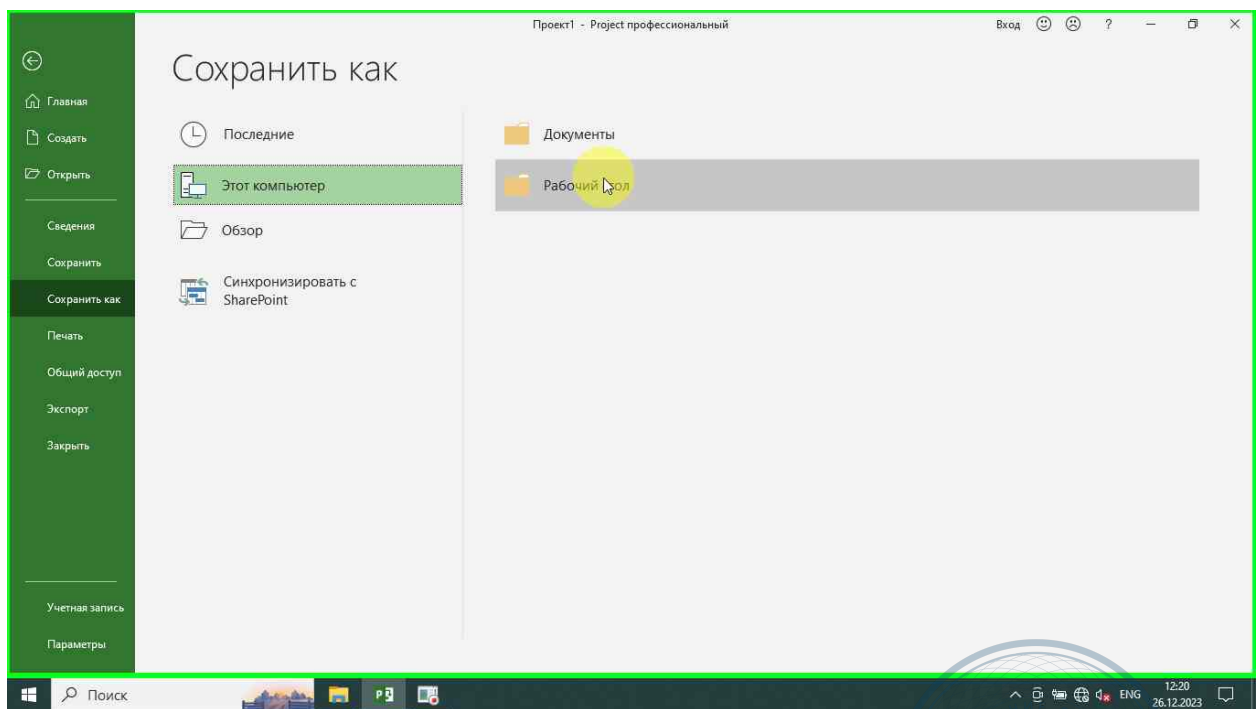 Проект1 - Project профессиональный
Вход
?
Сохранить как
Главная
Создать
Открыть
Сведения
Сохранить
Сохранить как
Печать
Общий доступ
Экспорт
Закрыть
Учетная запись
Параметры
Последние
Этот компьютер
Обзор
Синхронизировать с
SharePoint
Документы
Рабочий стол
Поиск
P
ENG
12:20
26.12.2023